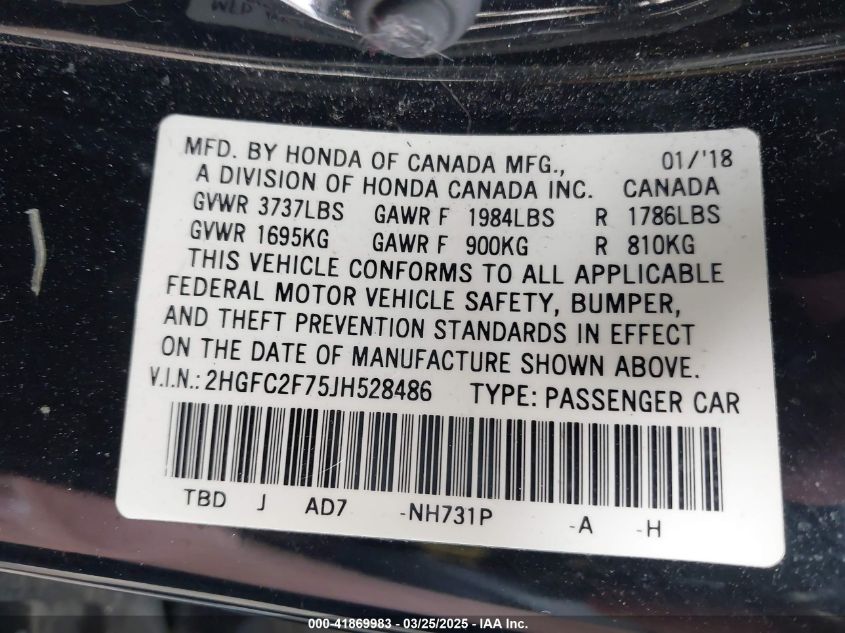 WLD
MFD. BY HONDA OF CANADA MFG., 01/'18
A DIVISION OF HONDA CANADA INC. CANADA
GVWR 3737LBS GAWR F 1984LBS R 1786LBS
GVWR 1695KG GAWR F 900KG R 810KG
THIS VEHICLE CONFORMS TO ALL APPLICABLE
FEDERAL MOTOR VEHICLE SAFETY, BUMPER,
AND THEFT PREVENTION STANDARDS IN EFFECT
ON THE DATE OF MANUFACTURE SHOWN ABOVE.
V.I.N.: 2HGFC2F75JH528486 TYPE: PASSENGER CAR
TBD J AD7 -NH731P -A -H
000-41869983 - 03/25/2025 - IAA Inc.